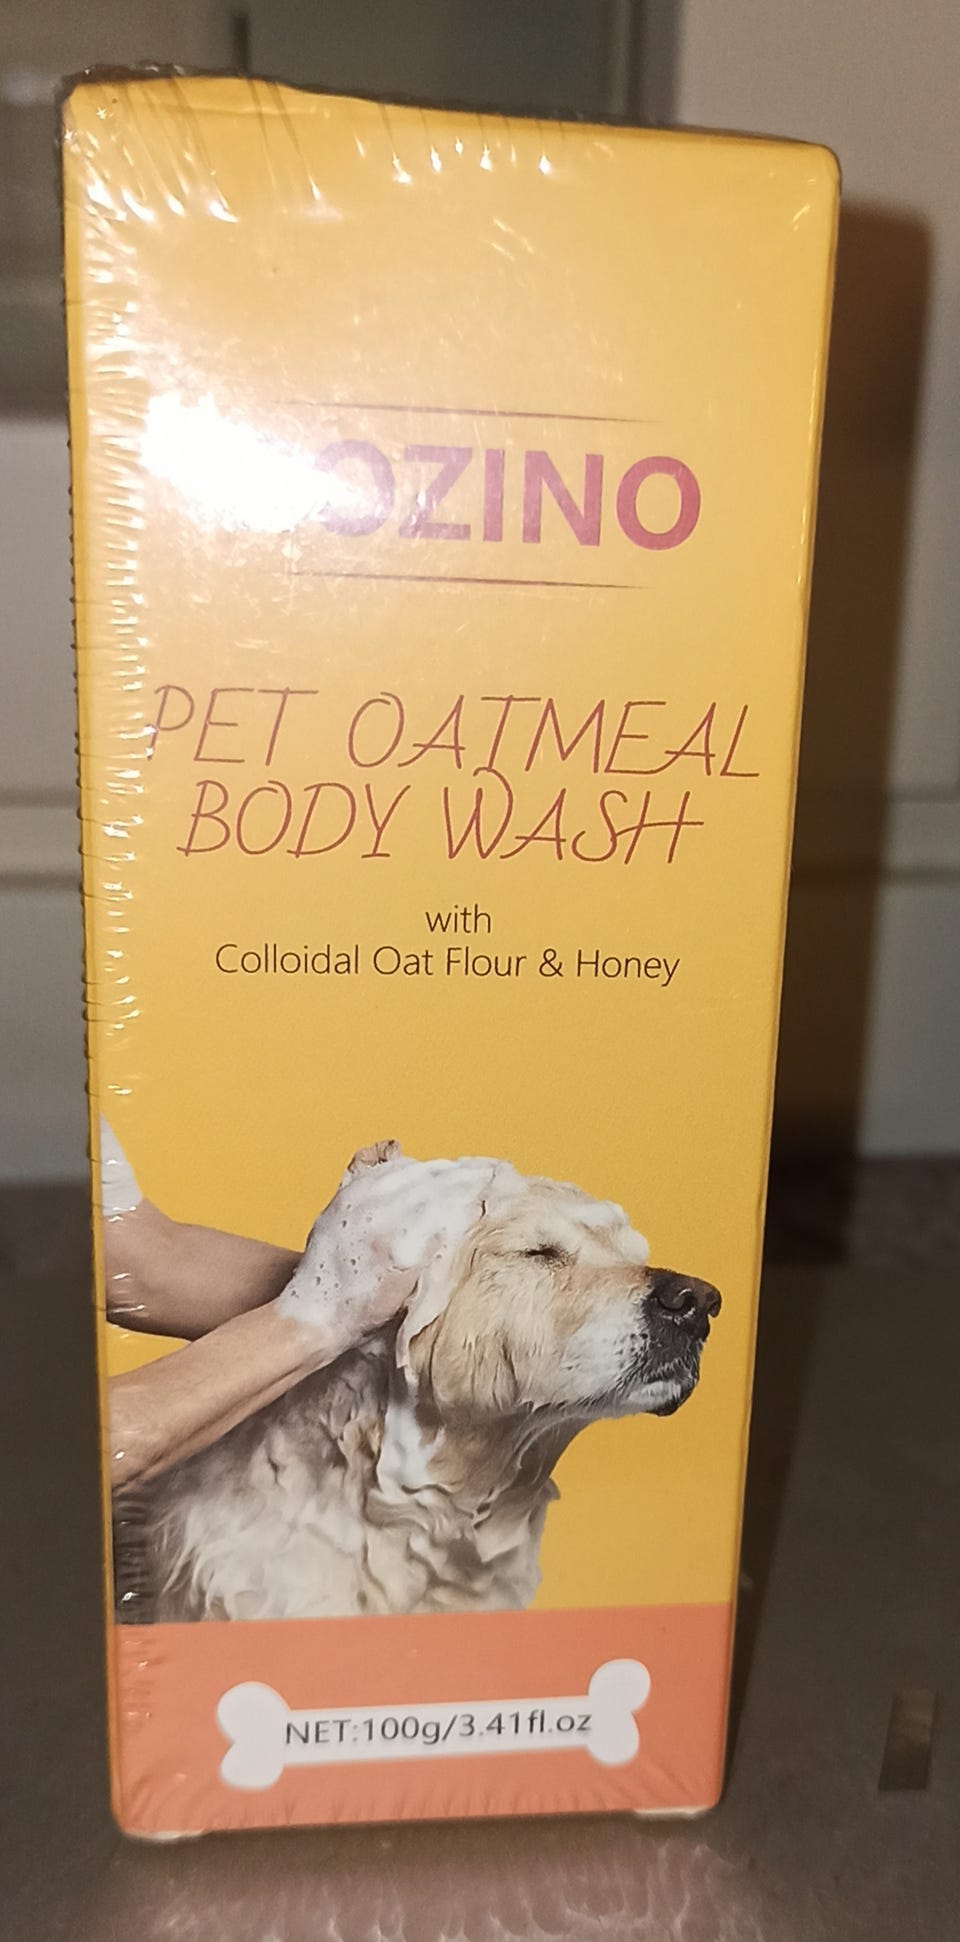 OZINO
PET OATMEAL
BODY WASH
with
Colloidal Oat Flour & Honey
NET:100g/3.41fl.oz